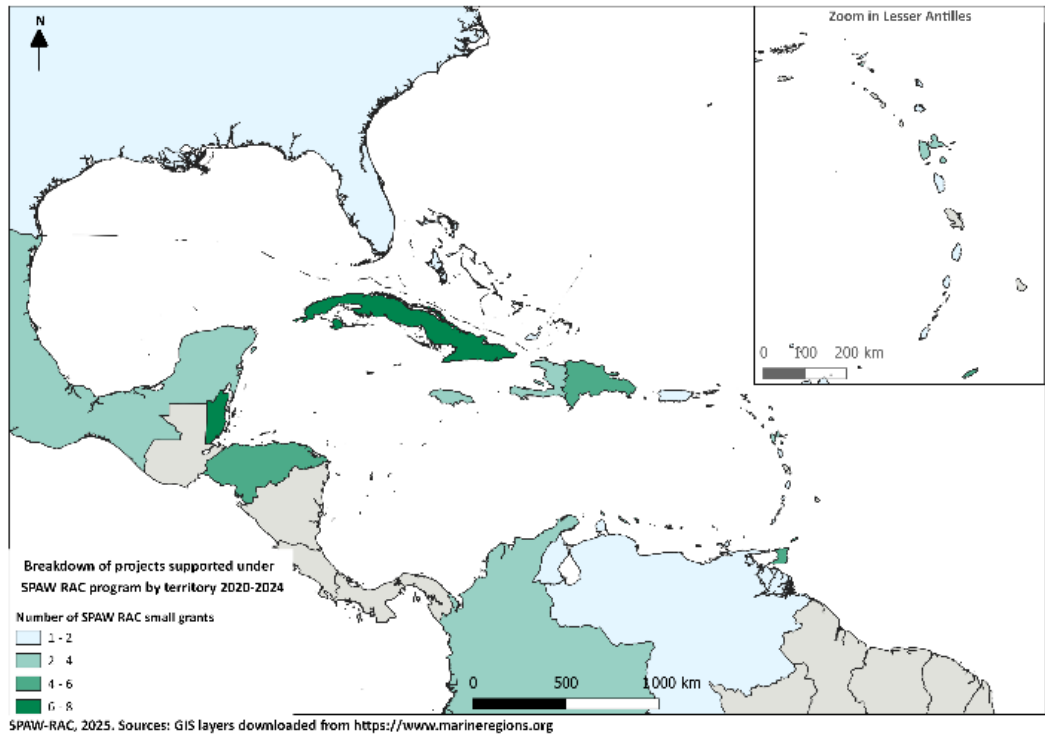 N
Zoom in Lesser Antilles
0 100 200 km
Breakdown of projects supported under
SPAW RAC program by territory 2020-2024
Number of SPAW RAC small grants
1 - 2
2 - 4
4 - 6
6 - 8
0 500 1000 km
SPAW-RAC, 2025. Sources: GIS layers downloaded from https://www.marineregions.org